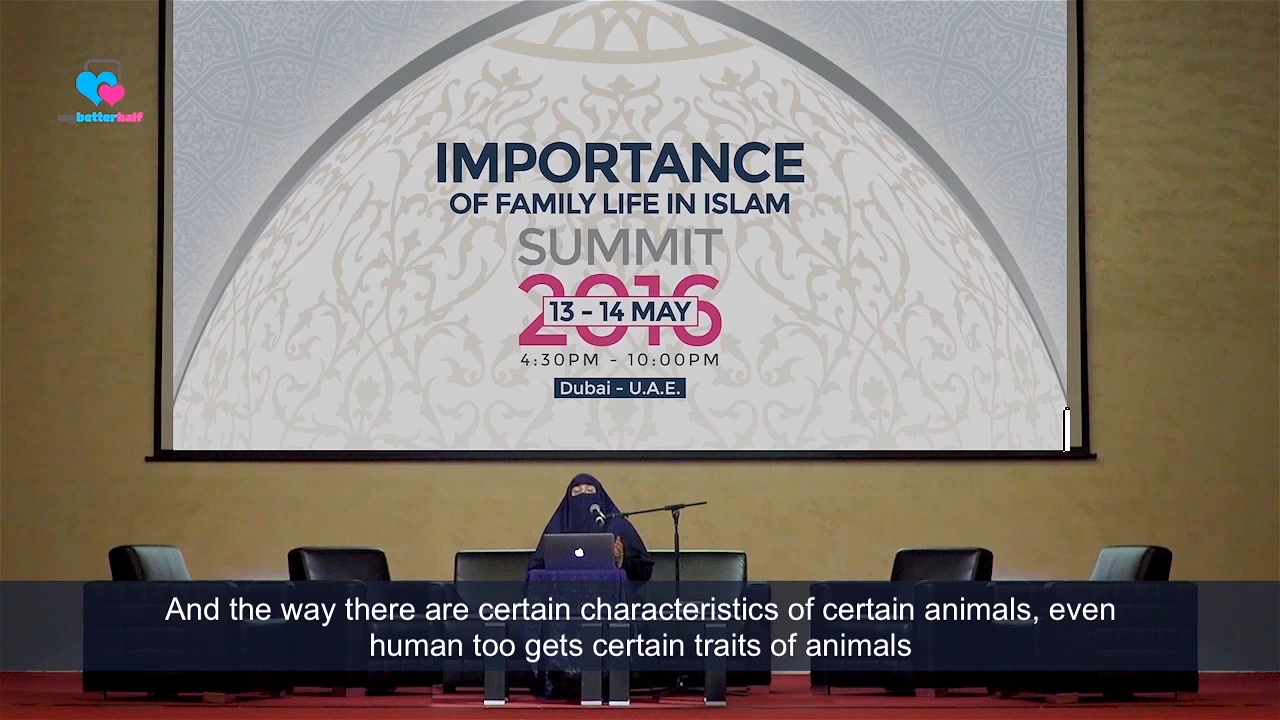 mybetterhalf
IMPORTANCE
OF FAMILY LIFE IN ISLAM
SUMMIT
2016
13 - 14 MAY
4:30PM - 10:00PM
Dubai - U.A.E.
And the way there are certain characteristics of certain animals, even
human too gets certain traits of animals